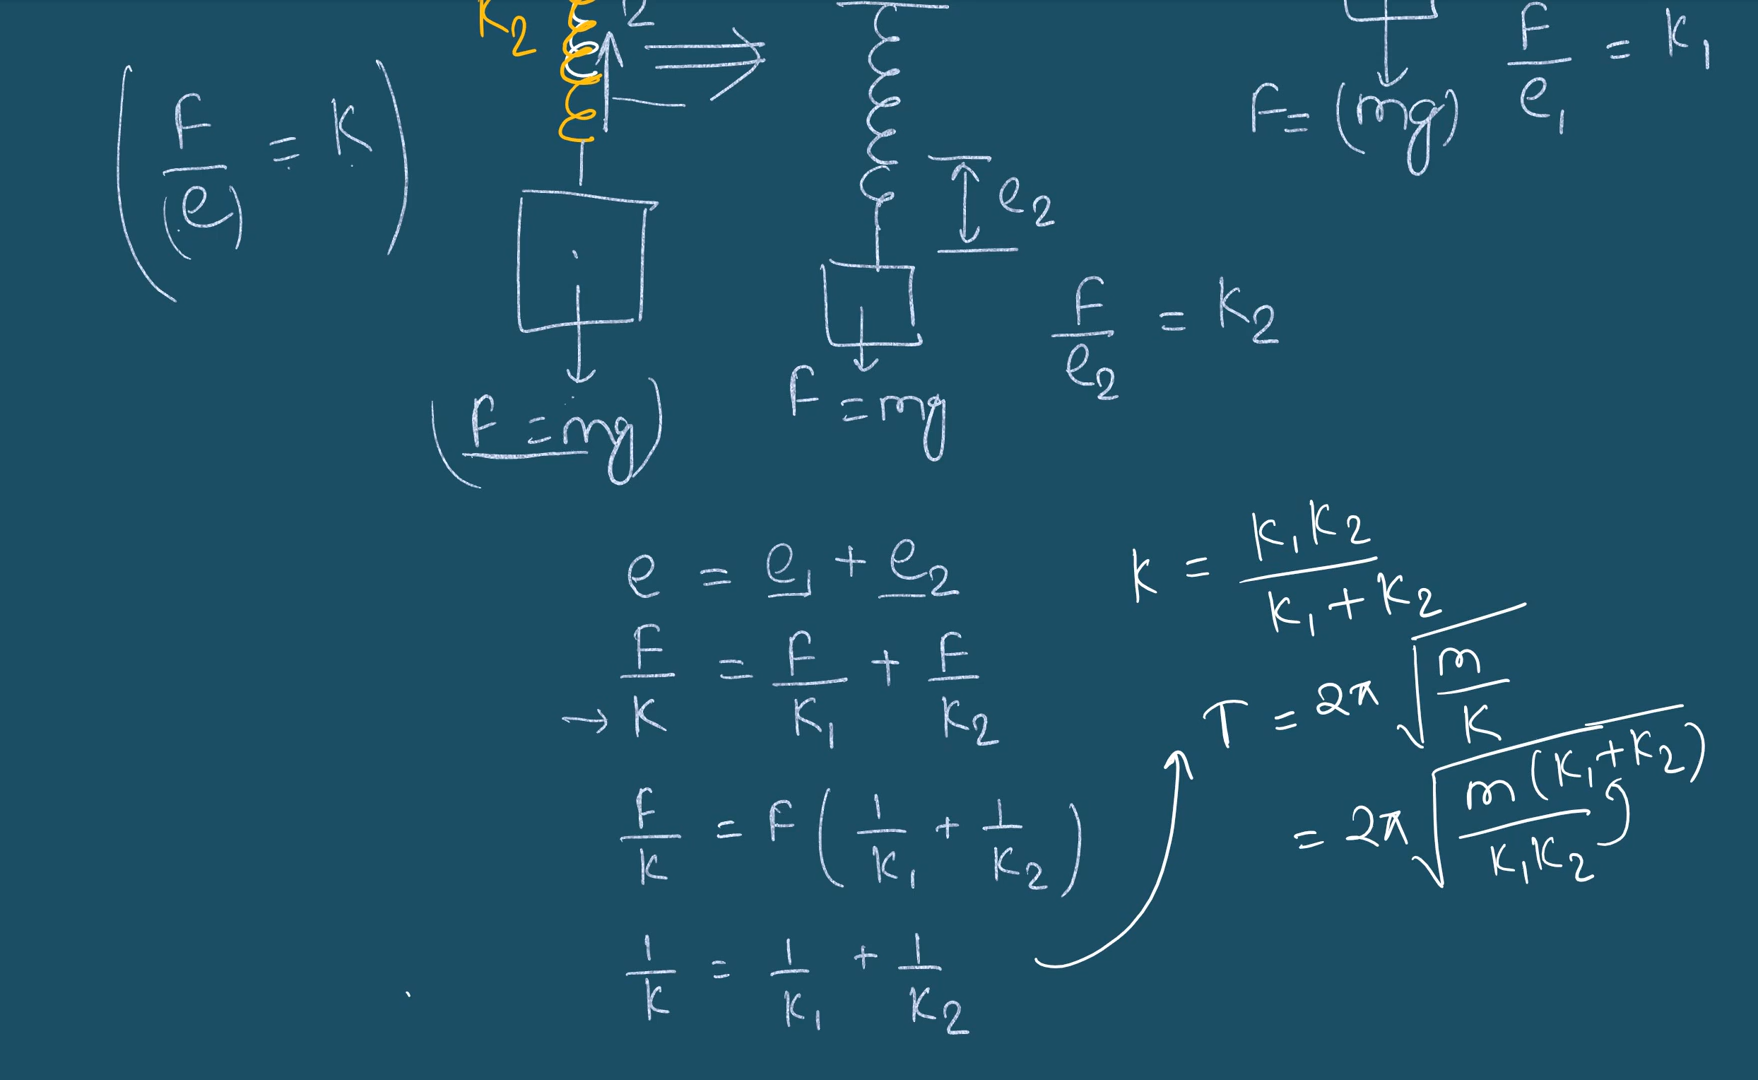 K2
2
F/e1 = K1
F = (mg)
(F/(e) = K)
e2
F/e2 = K2
F = mg
(F = mg)
e = e1 + e2
F/K = F/K1 + F/K2
→
F/K = F(1/K1 + 1/K2)
1/K = 1/K1 + 1/K2
K = K1K2/K1+K2
T = 2π√m/K
= 2π√m(K1+K2)/K1K2)